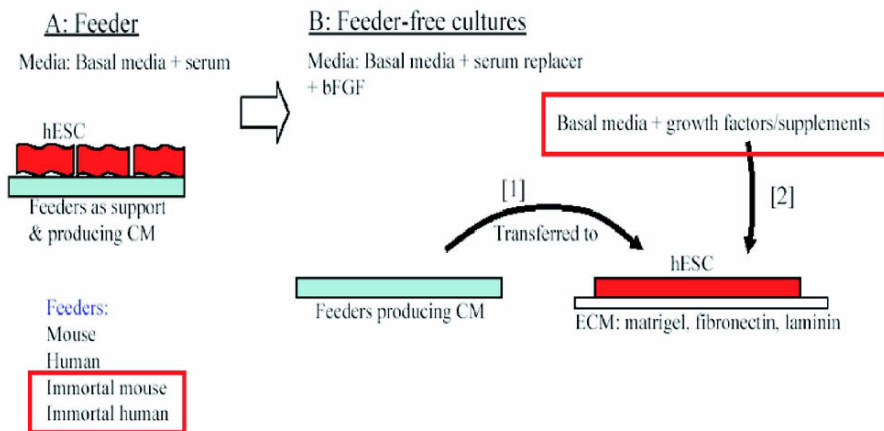 A: Feeder
Media: Basal media + serum
hESC
Feeders as support
& producing CM
Feeders:
Mouse
Human
Immortal mouse
Immortal human
B: Feeder-free cultures
Media: Basal media + serum replacer
+ bFGF
Basal media + growth factors/supplements
[1]
[2]
Transferred to
hESC
Feeders producing CM
ECM: matrigel, fibronectin, laminin